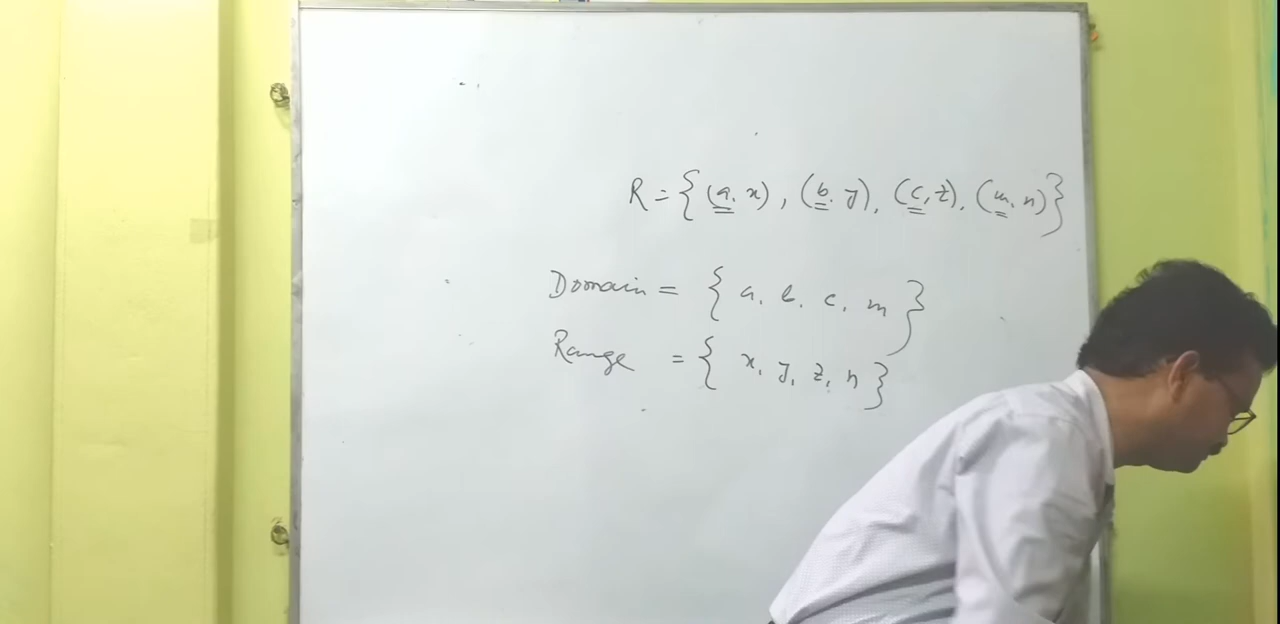 R = { (a, x), (b, y), (c, z), (m, n) }
Domain = { a, b, c, m }
Range = { x, y, z, n }